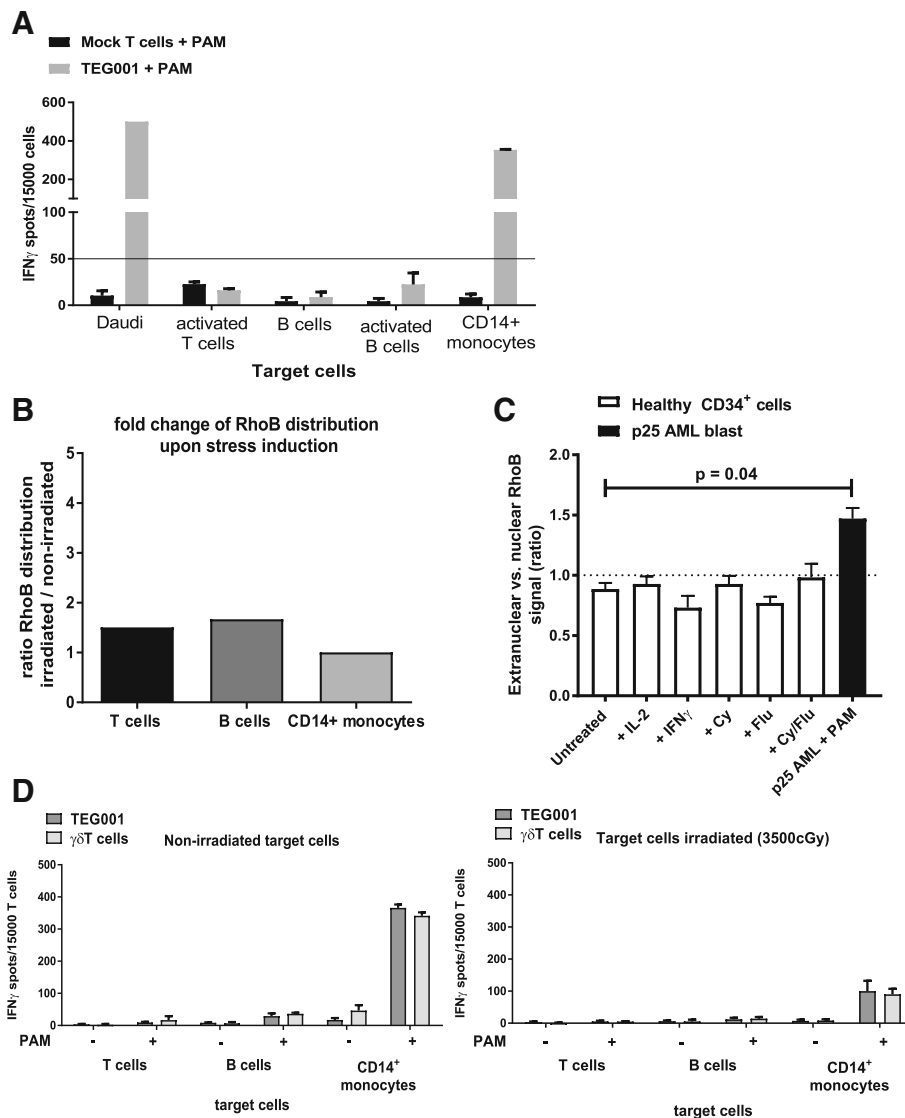 A
Mock T cells + PAM
TEG001 + PAM
IFNγ spots/15000 cells
600
400
200
100
50
0
Daudi
activated
T cells
B cells
activated
B cells
CD14+
monocytes
Target cells
B
fold change of RhoB distribution
upon stress induction
ratio RhoB distribution
irradiated / non-irradiated
5
4
3
2
1
0
T cells
B cells
CD14+ monocytes
C
Healthy CD34+ cells
p25 AML blast
Extranuclear vs. nuclear RhoB
signal (ratio)
2.0
1.5
1.0
0.5
0.0
p = 0.04
Untreated
+ IL-2
+ IFNγ
+ Cy
+ Flu
+ Cy/Flu
p25 AML + PAM
D
TEG001
γδT cells
Non-irradiated target cells
IFNγ spots/15000 T cells
500
400
300
200
100
0
PAM - + - + - +
T cells
B cells
CD14+
monocytes
target cells
TEG001
γδT cells
Target cells irradiated (3500cGy)
IFNγ spots/15000 T cells
500
400
300
200
100
0
PAM - + - + - +
T cells
B cells
CD14+
monocytes
target cells